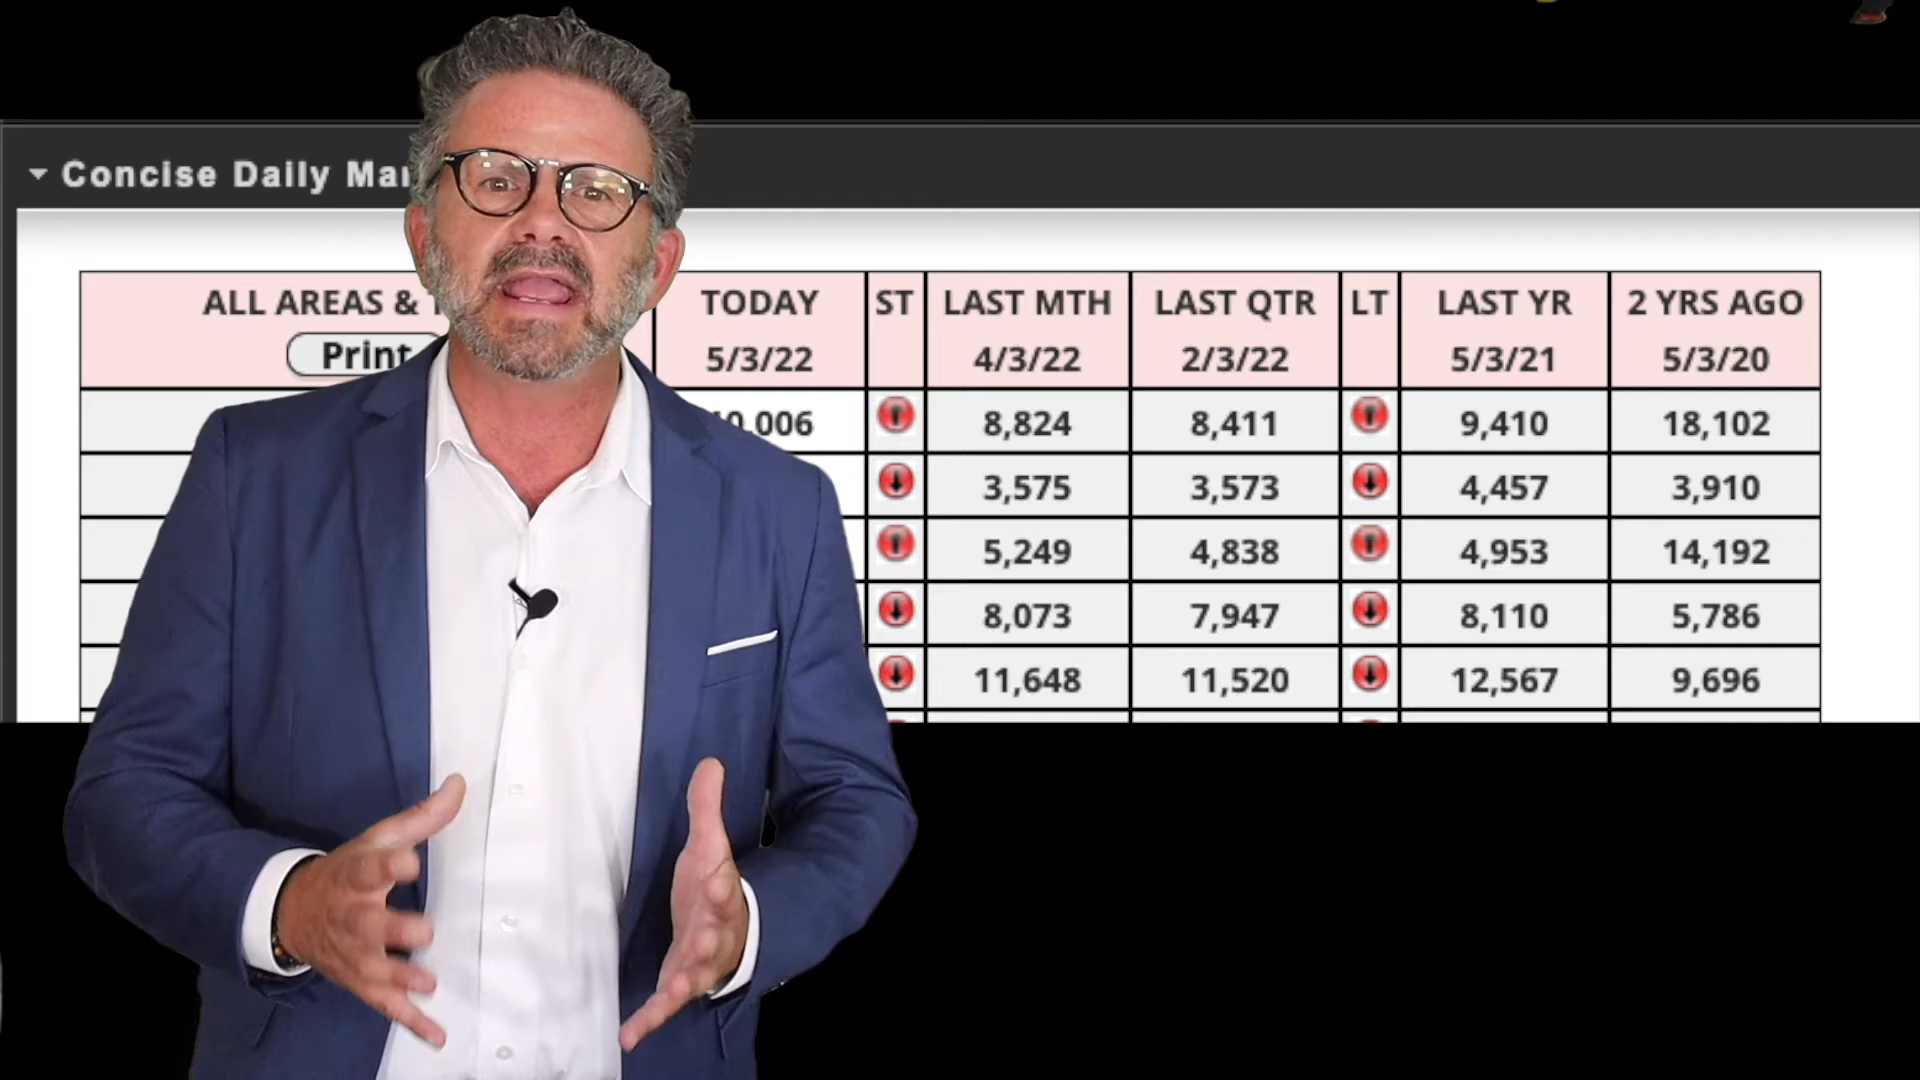 Concise Daily
ALL AREAS & TODAY ST LAST MTH LAST QTR LT LAST YR 2 YRS AGO
Print 5/3/22 4/3/22 2/3/22 5/3/21 5/3/20
8,824 8,411 9,410 18,102
3,575 3,573 4,457 3,910
5,249 4,838 4,953 14,192
8,073 7,947 8,110 5,786
11,648 11,520 12,567 9,696